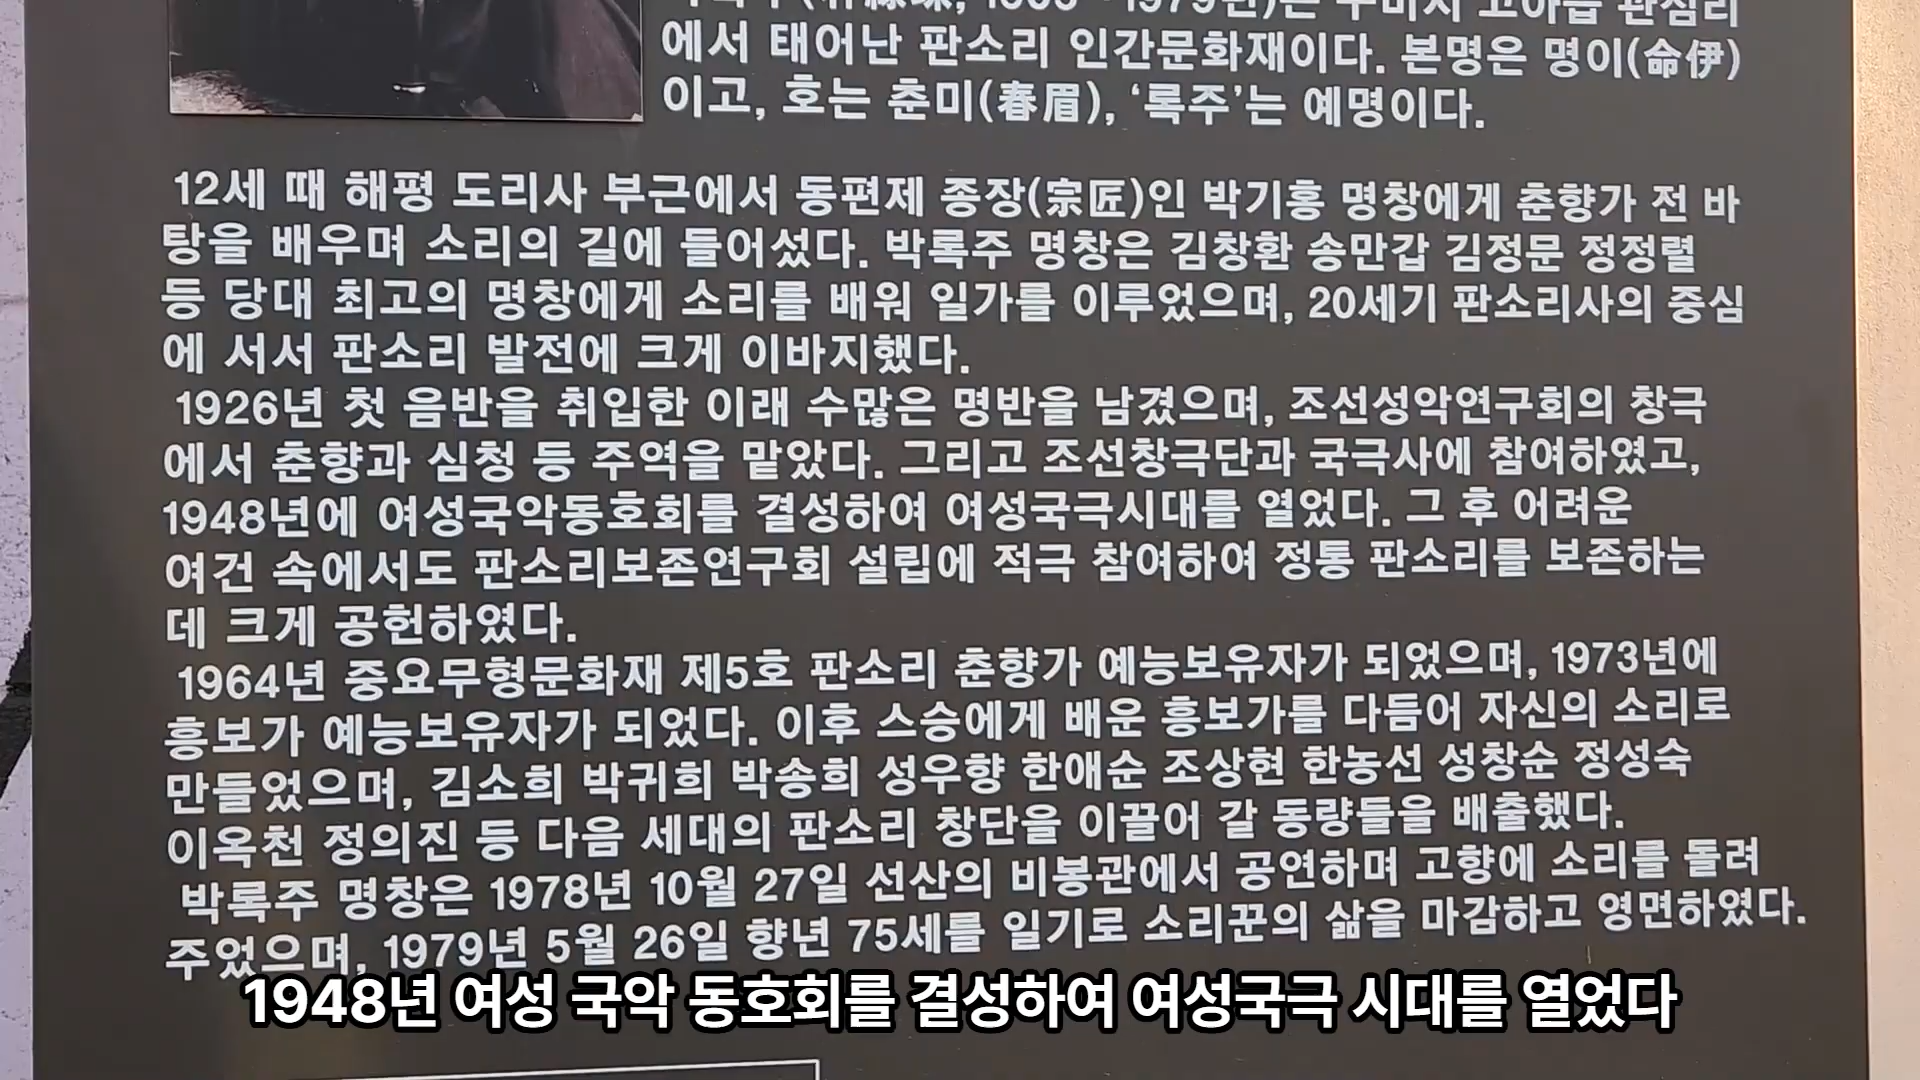 에서 태어난 판소리 인간문화재이다. 본명은 명이(命伊)
이고, 호는 춘미(春眉), ‘록주’는 예명이다.
12세 때 해평 도리사 부근에서 동편제 종장(宗匠)인 박기홍 명창에게 춘향가 전 바
탕을 배우며 소리의 길에 들어섰다. 박록주 명창은 김창환 송만갑 김정문 정정렬
등 당대 최고의 명창에게 소리를 배워 일가를 이루었으며, 20세기 판소리사의 중심
에 서서 판소리 발전에 크게 이바지했다.
1926년 첫 음반을 취입한 이래 수많은 명반을 남겼으며, 조선성악연구회의 창극
에서 춘향과 심청 등 주역을 맡았다. 그리고 조선창극단과 국극사에 참여하였고,
1948년에 여성국악동호회를 결성하여 여성국극시대를 열었다. 그 후 어려운
여건 속에서도 판소리보존연구회 설립에 적극 참여하여 정통 판소리를 보존하는
데 크게 공헌하였다.
1964년 중요무형문화재 제5호 판소리 춘향가 예능보유자가 되었으며, 1973년에
흥보가 예능보유자가 되었다. 이후 스승에게 배운 흥보가를 다듬어 자신의 소리로
만들었으며, 김소희 박귀희 박송희 성우향 한애순 조상현 한농선 성창순 정성숙
이옥천 정의진 등 다음 세대의 판소리 창단을 이끌어 갈 동량들을 배출했다.
박록주 명창은 1978년 10월 27일 선산의 비봉관에서 공연하며 고향에 소리를 돌려
주었으며, 1979년 5월 26일 향년 75세를 일기로 소리꾼의 삶을 마감하고 영면하였다.
1948년 여성 국악 동호회를 결성하여 여성국극 시대를 열었다